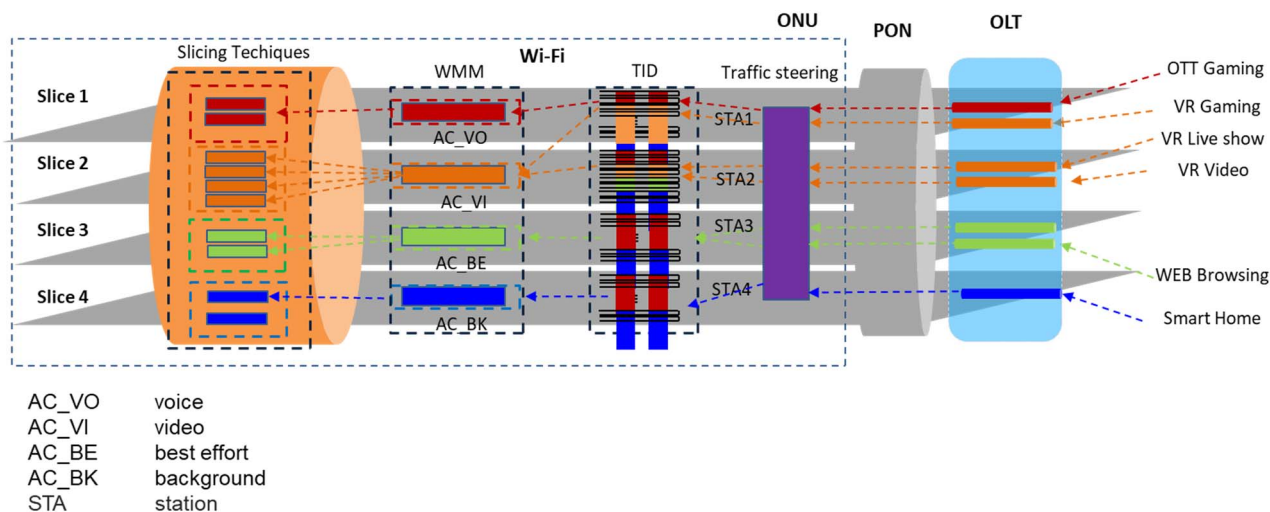 ONU
PON
OLT
Wi-Fi
Slicing Techiques
WMM
TID
Traffic steering
Slice 1
Slice 2
Slice 3
Slice 4
AC_VO
AC_VI
AC_BE
AC_BK
STA1
STA2
STA3
STA4
OTT Gaming
VR Gaming
VR Live show
VR Video
WEB Browsing
Smart Home
AC_VO voice
AC_VI video
AC_BE best effort
AC_BK background
STA station